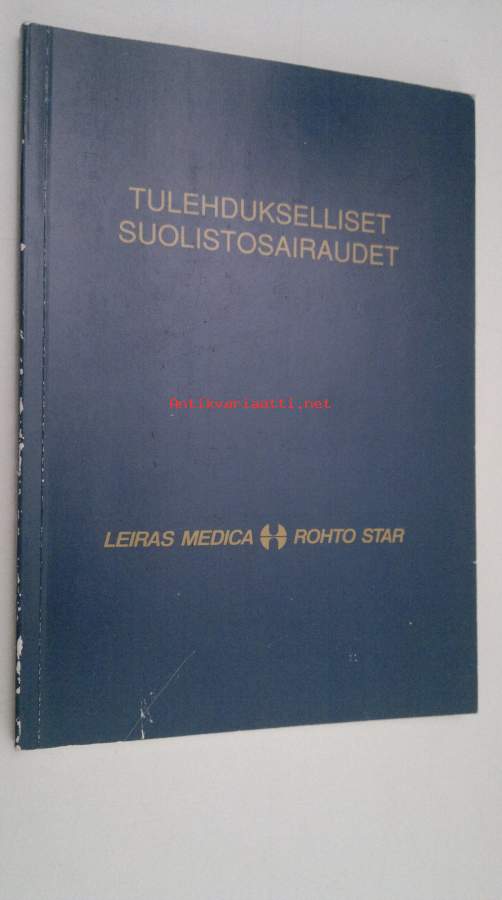 TULEHDUKSELLISET
SUOLISTOSAIRAUDET
Antikvariaatti.net
LEIRAS MEDICA ROHTO STAR